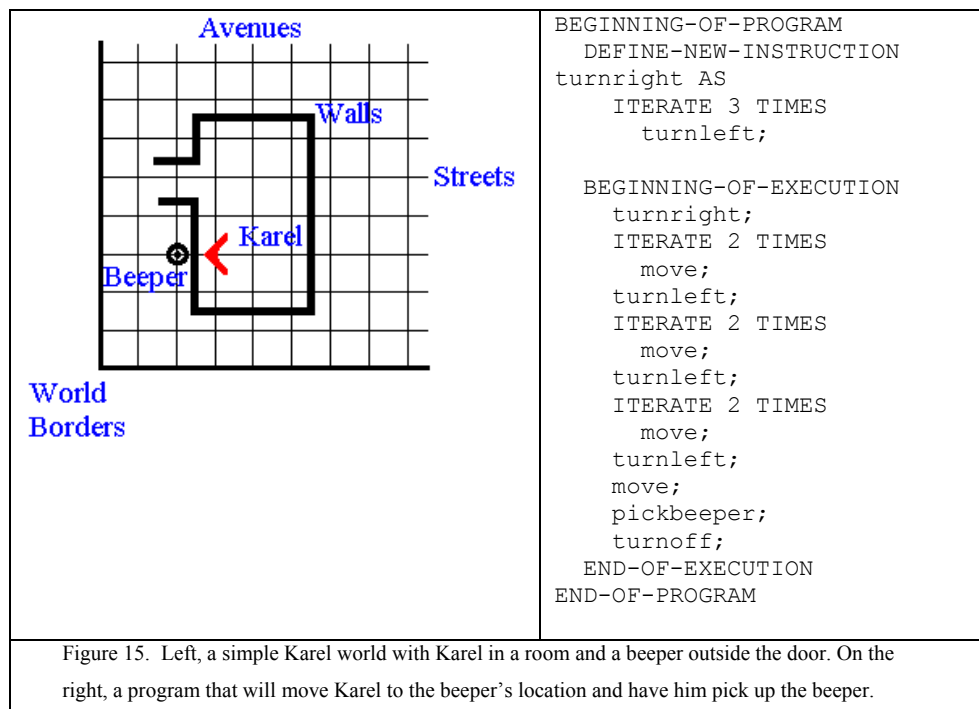 Avenues
Walls
Streets
Karel
Beeper
World
Borders
BEGINNING-OF-PROGRAM
DEFINE-NEW-INSTRUCTION
turnright AS
ITERATE 3 TIMES
turnleft;
BEGINNING-OF-EXECUTION
turnright;
ITERATE 2 TIMES
move;
turnleft;
ITERATE 2 TIMES
move;
turnleft;
ITERATE 2 TIMES
move;
turnleft;
move;
pickbeeper;
turnoff;
END-OF-EXECUTION
END-OF-PROGRAM
Figure 15. Left, a simple Karel world with Karel in a room and a beeper outside the door. On the
right, a program that will move Karel to the beeper’s location and have him pick up the beeper.